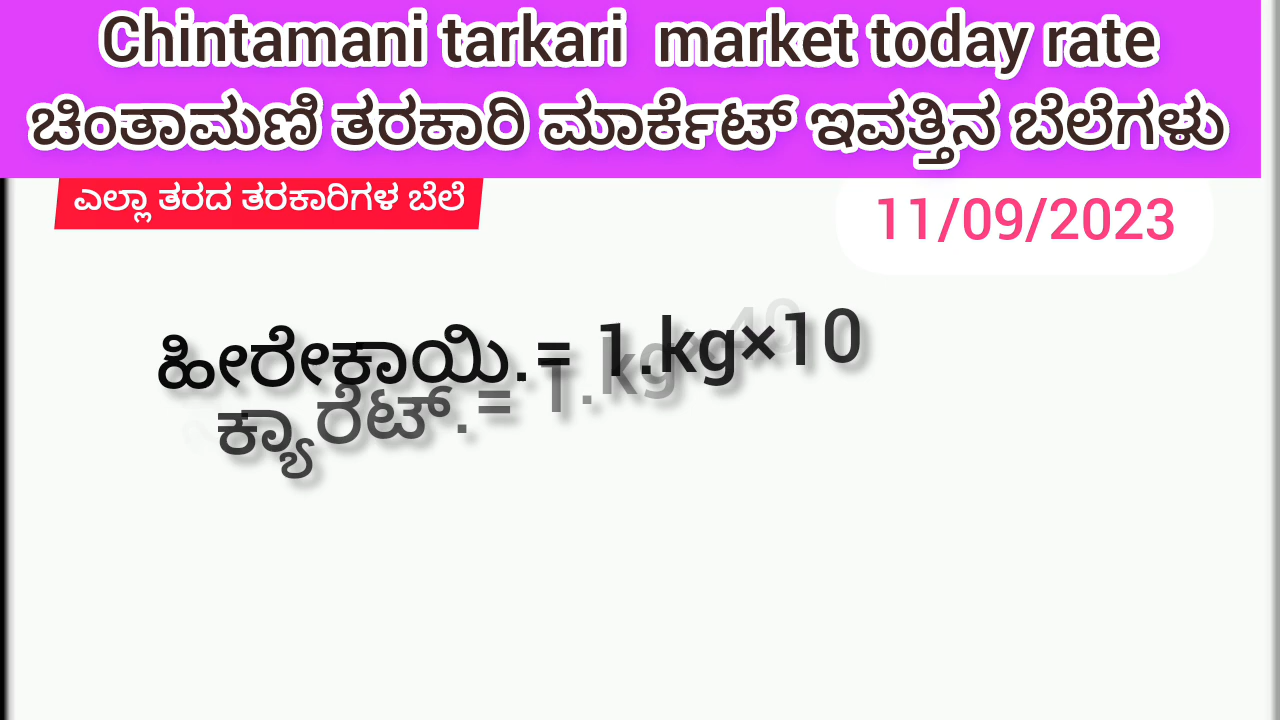 Chintamani tarkari market today rate
ಚಿಂತಾಮಣಿ ತರಕಾರಿ ಮಾರ್ಕೆಟ್ ಇವತ್ತಿನ ಬೆಲೆಗಳು
ಎಲ್ಲಾ ತರದ ತರಕಾರಿಗಳ ಬೆಲೆ
11/09/2023
ಹೀರೇಕಾಯಿ.= 1.kg×10
ಕ್ಯಾರೆಟ್.= 1.kg×40